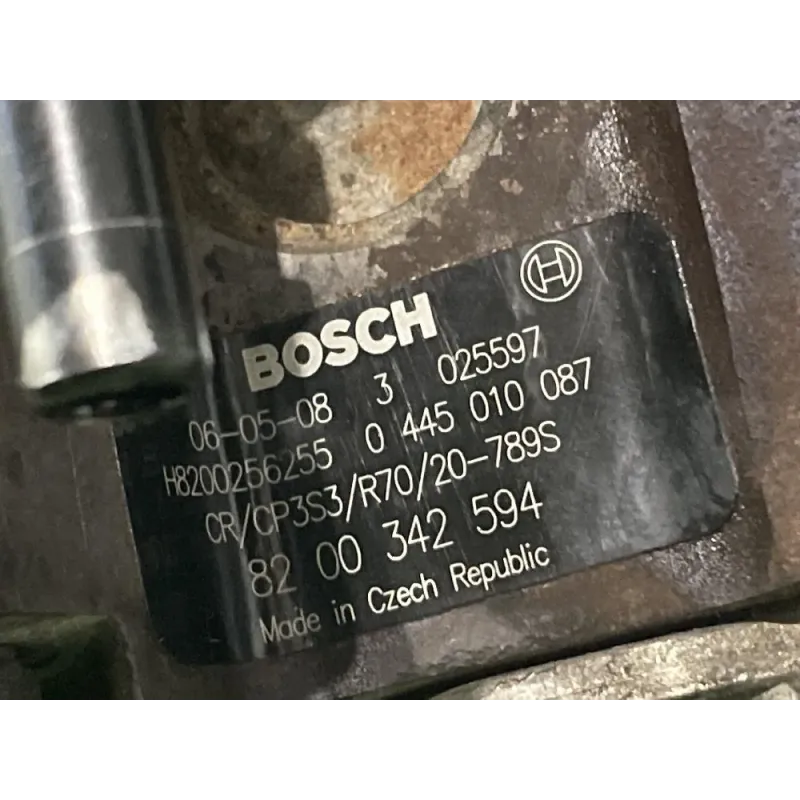 BOSCH
06-05-08 3 025597
H8200256255 0 445 010 087
CR/CP3S3/R70/20-789S
82 00 342 594
Made in Czech Republic